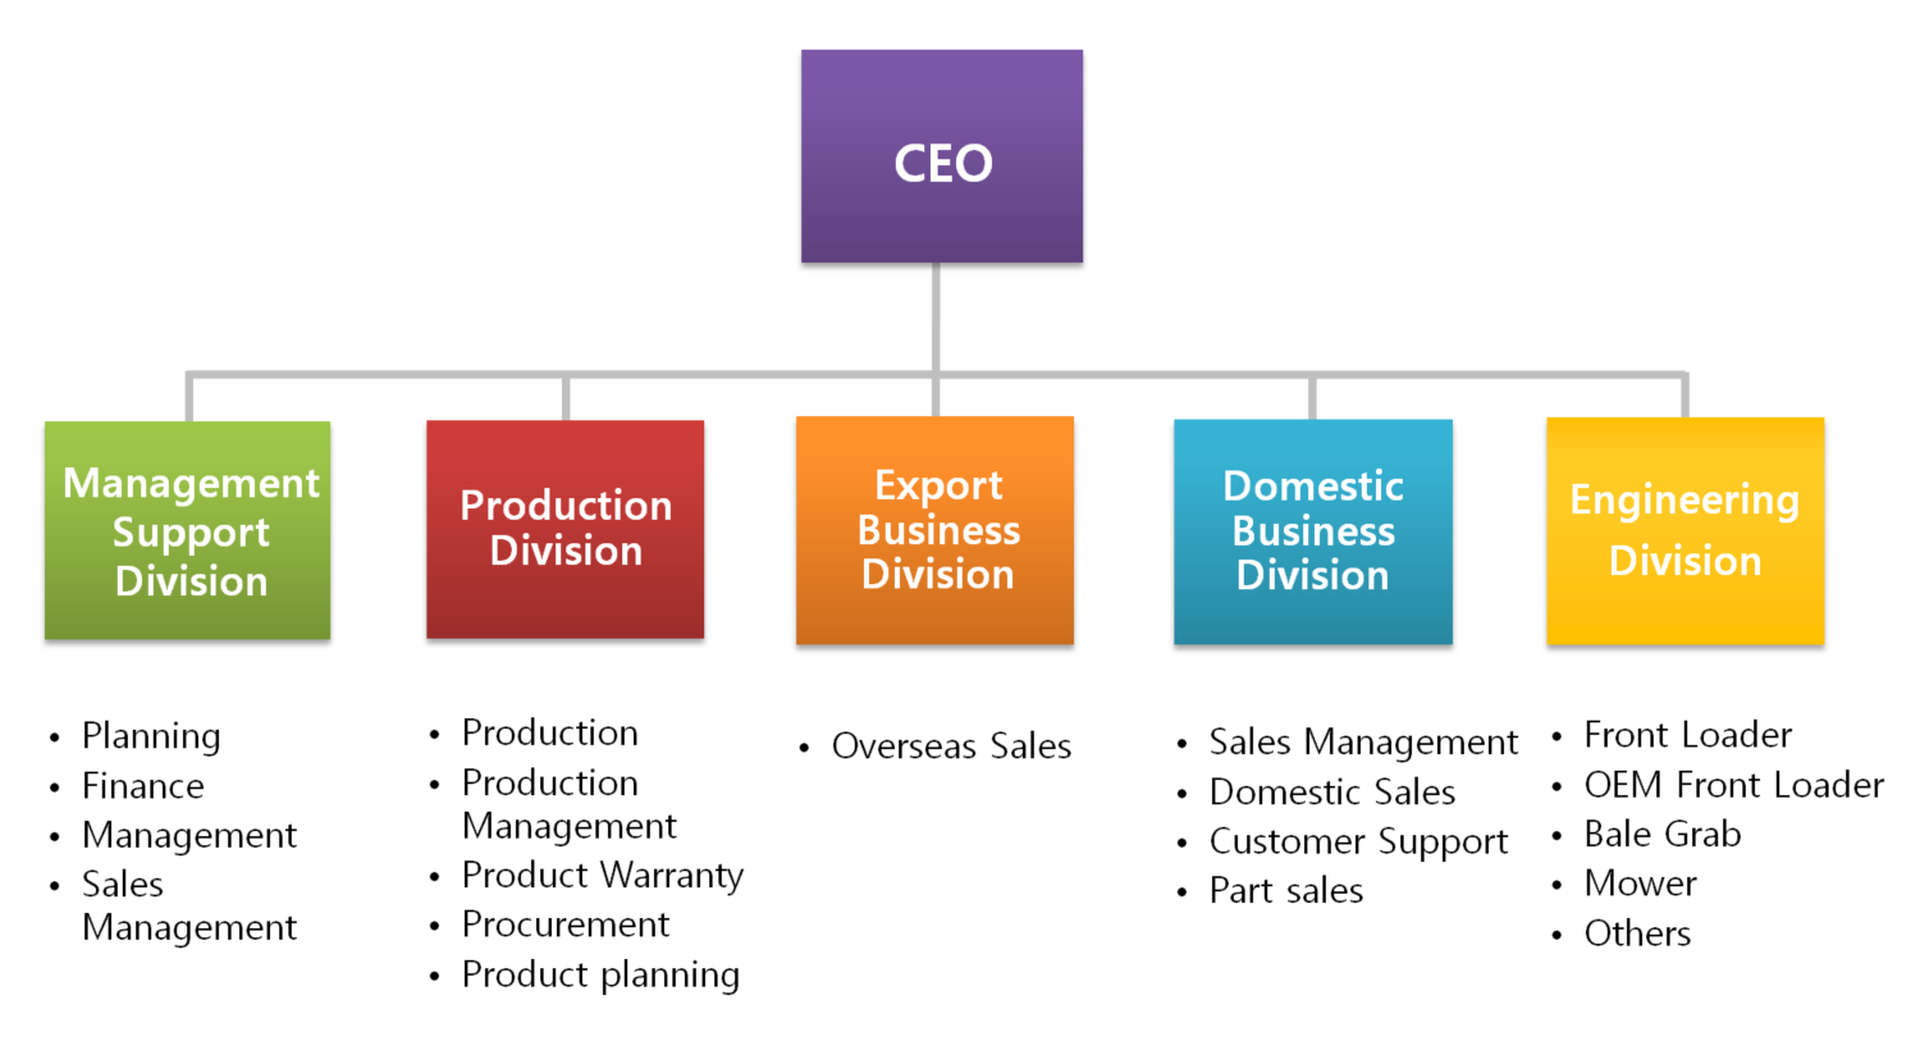 CEO
Management
Support
Division
Production
Division
Export
Business
Division
Domestic
Business
Division
Engineering
Division
• Planning
• Finance
• Management
• Sales
Management
• Production
• Production
Management
• Product Warranty
• Procurement
• Product planning
• Overseas Sales
• Sales Management
• Domestic Sales
• Customer Support
• Part sales
• Front Loader
• OEM Front Loader
• Bale Grab
• Mower
• Others